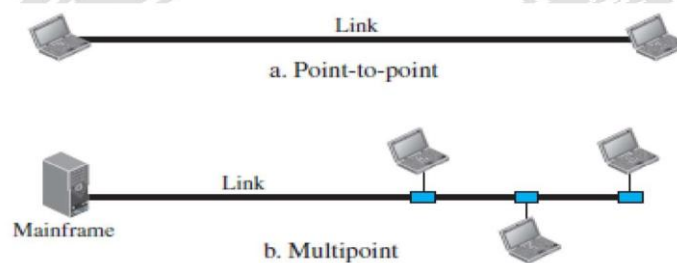 Link
a. Point-to-point
Link
Mainframe
b. Multipoint